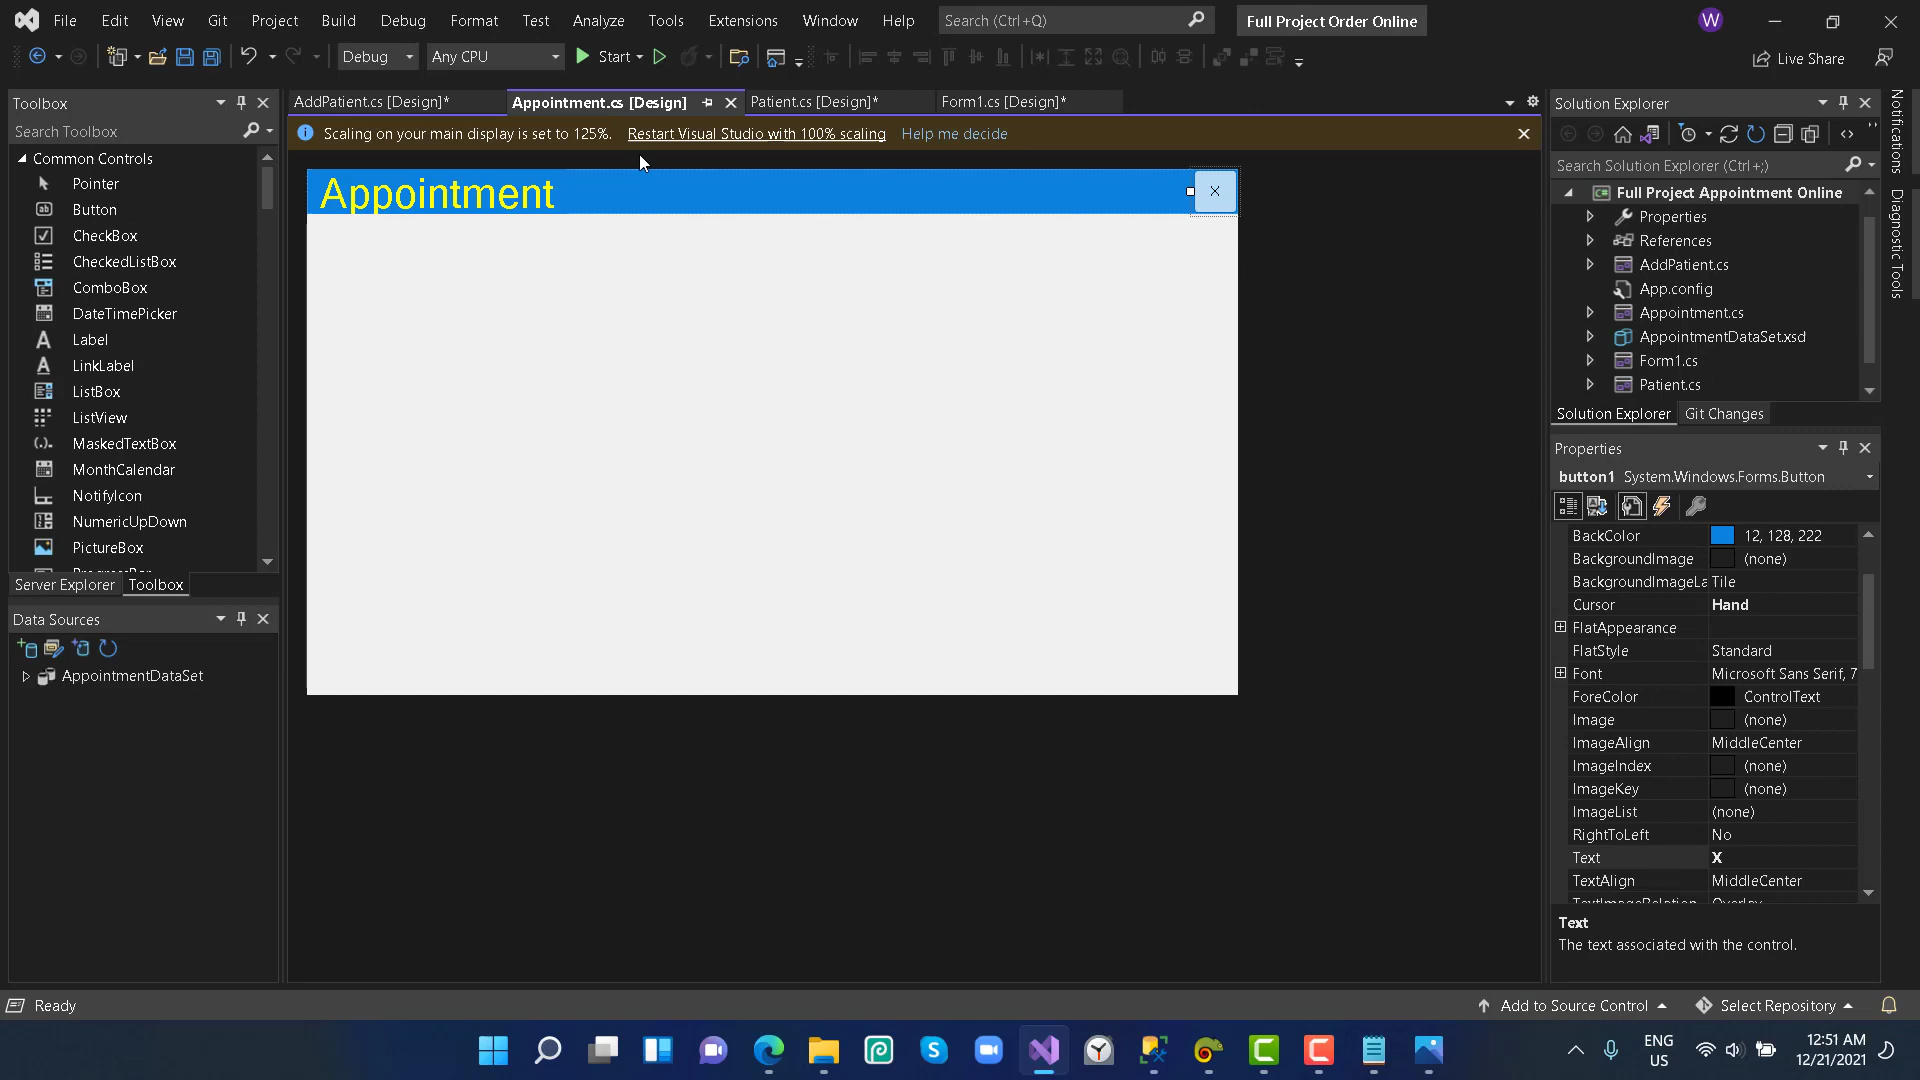 File Edit View Git Project Build Debug Format Test Analyze Tools Extensions Window Help Search (Ctrl+Q) Full Project Order Online W
Debug Any CPU Start Live Share
Toolbox
Search Toolbox
Common Controls
Pointer
Button
CheckBox
CheckedListBox
ComboBox
DateTimePicker
Label
LinkLabel
ListBox
ListView
MaskedTextBox
MonthCalendar
NotifyIcon
NumericUpDown
PictureBox
Server Explorer Toolbox
Data Sources
AppointmentDataSet
AddPatient.cs [Design]* Appointment.cs [Design] Patient.cs [Design]* Form1.cs [Design]*
Scaling on your main display is set to 125%. Restart Visual Studio with 100% scaling Help me decide
Appointment X
Solution Explorer
Search Solution Explorer (Ctrl+;)
Full Project Appointment Online
Properties
References
AddPatient.cs
App.config
Appointment.cs
AppointmentDataSet.xsd
Form1.cs
Patient.cs
Solution Explorer Git Changes
Properties
button1 System.Windows.Forms.Button
BackColor 12, 128, 222
BackgroundImage (none)
BackgroundImageLa Tile
Cursor Hand
FlatAppearance
FlatStyle Standard
Font Microsoft Sans Serif, 7
ForeColor ControlText
Image (none)
ImageAlign MiddleCenter
ImageIndex (none)
ImageKey (none)
ImageList (none)
RightToLeft No
Text X
TextAlign MiddleCenter
Text
The text associated with the control.
Notifications
Diagnostic Tools
Ready Add to Source Control Select Repository
ENG
US
12:51 AM
12/21/2021